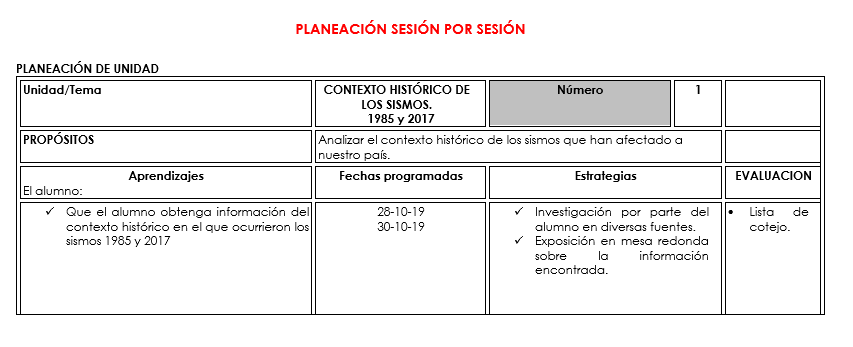 PLANEACIÓN SESIÓN POR SESIÓN
PLANEACIÓN DE UNIDAD
Unidad/Tema
CONTEXTO HISTÓRICO DE
LOS SISMOS.
1985 y 2017
Número
1
PROPÓSITOS
Analizar el contexto histórico de los sismos que han afectado a
nuestro país.
Aprendizajes
El alumno:
Fechas programadas
Estrategias
EVALUACION
✓ Que el alumno obtenga información del
contexto histórico en el que ocurrieron los
sismos 1985 y 2017
28-10-19
30-10-19
✓ Investigación por parte del
alumno en diversas fuentes.
✓ Exposición en mesa redonda
sobre la información
encontrada.
• Lista de
cotejo.